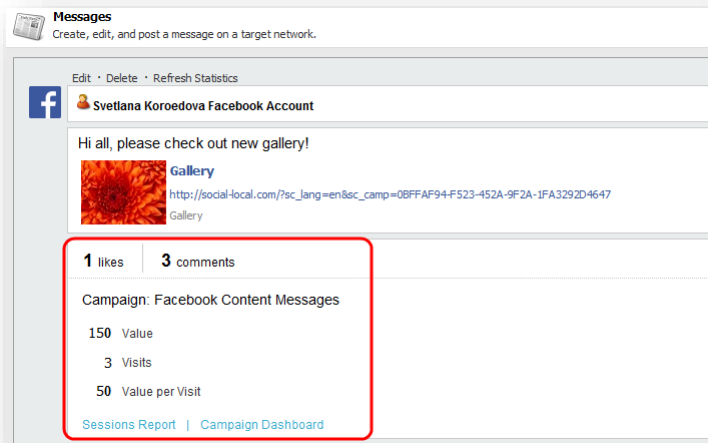 Messages
Create, edit, and post a message on a target network.
Edit · Delete · Refresh Statistics
Svetlana Koroedova Facebook Account
Hi all, please check out new gallery!
Gallery
http://social-local.com/?sc_lang=en&sc_camp=0BFFAF94-F523-452A-9F2A-1FA3292D4647
Gallery
1 likes 3 comments
Campaign: Facebook Content Messages
150 Value
3 Visits
50 Value per Visit
Sessions Report | Campaign Dashboard